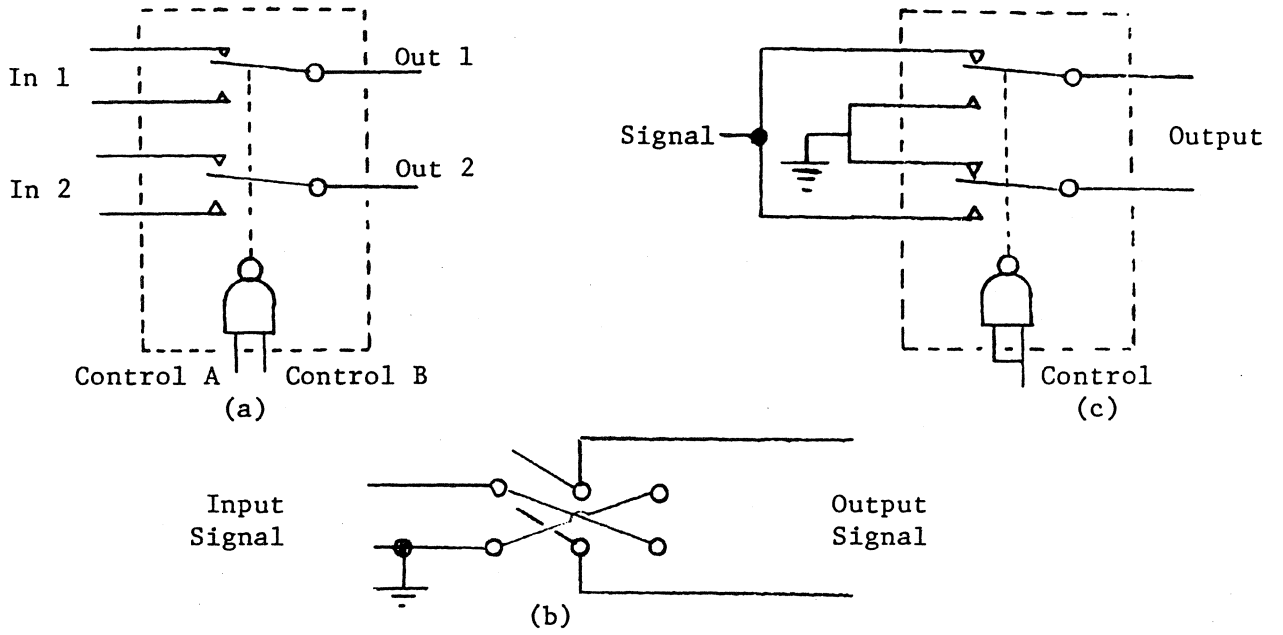 In 1
Out 1
In 2
Out 2
Control A
Control B
(a)
Signal
Output
Control
(c)
Input
Signal
Output
Signal
(b)